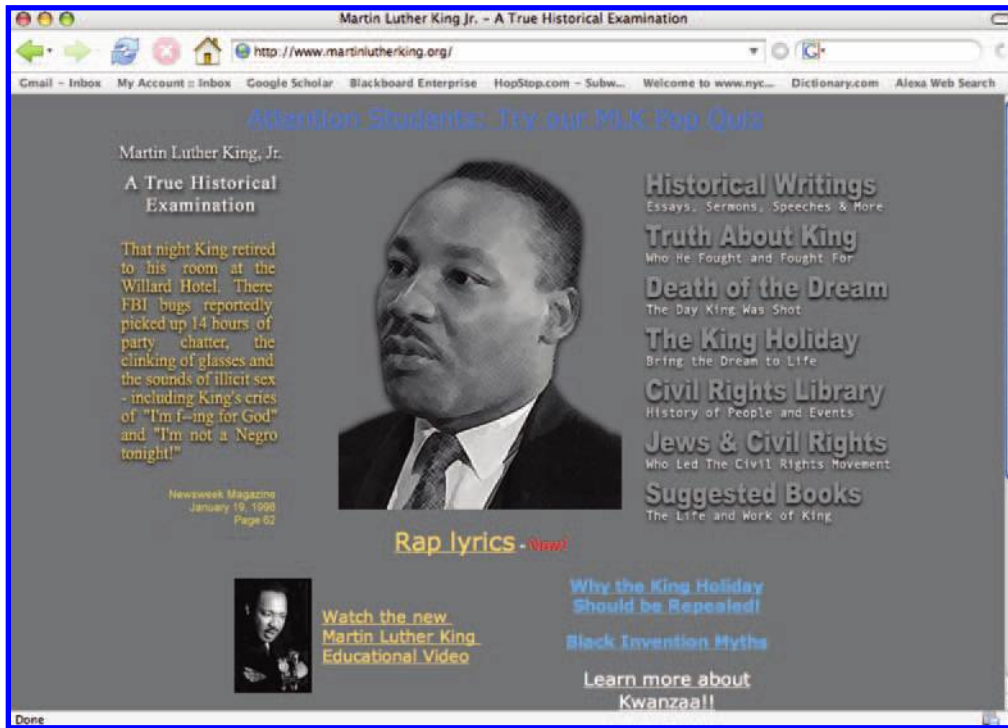 Martin Luther King Jr. – A True Historical Examination
http://www.martinlutherking.org/
G
Gmail – Inbox My Account :: Inbox Google Scholar Blackboard Enterprise HopStop.com – Subw... Welcome to www.nyc... Dictionary.com Alexa Web Search
Attention Students: Try our MLK Pop Quiz
Martin Luther King, Jr.
A True Historical
Examination
That night King retired
to his room at the
Willard Hotel. There
FBI bugs reportedly
picked up 14 hours of
party chatter, the
clinking of glasses and
the sounds of illicit sex
- including King's cries
of "I'm f--ing for God"
and "I'm not a Negro
tonight!"
Newsweek Magazine
January 19, 1998
Page 62
Historical Writings
Essays, Sermons, Speeches & More
Truth About King
Who He Fought and Fought For
Death of the Dream
The Day King Was Shot
The King Holiday
Bring the Dream to Life
Civil Rights Library
History of People and Events
Jews & Civil Rights
Who Led The Civil Rights Movement
Suggested Books
The Life and Work of King
Rap lyrics - New!
Watch the new
Martin Luther King
Educational Video
Why the King Holiday
Should be Repealed!
Black Invention Myths
Learn more about
Kwanzaa!!
Done